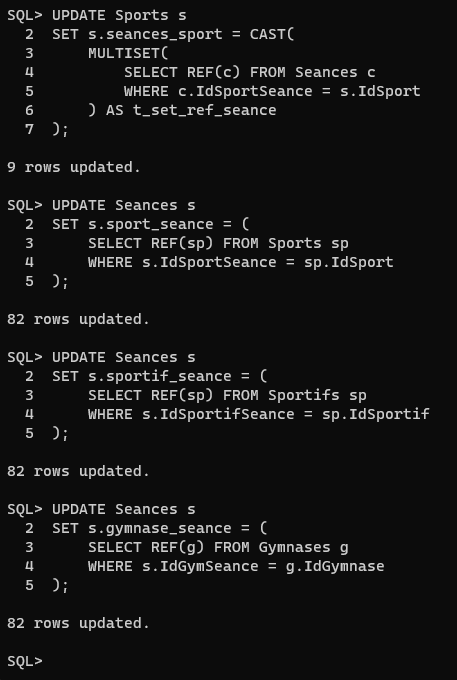 SQL> UPDATE Sports s
  2  SET s.seances_sport = CAST(
  3      MULTISET(
  4          SELECT REF(c) FROM Seances c
  5          WHERE c.IdSportSeance = s.IdSport
  6      ) AS t_set_ref_seance
  7  );

9 rows updated.

SQL> UPDATE Seances s
  2  SET s.sport_seance = (
  3      SELECT REF(sp) FROM Sports sp
  4      WHERE s.IdSportSeance = sp.IdSport
  5  );

82 rows updated.

SQL> UPDATE Seances s
  2  SET s.sportif_seance = (
  3      SELECT REF(sp) FROM Sportifs sp
  4      WHERE s.IdSportifSeance = sp.IdSportif
  5  );

82 rows updated.

SQL> UPDATE Seances s
  2  SET s.gymnase_seance = (
  3      SELECT REF(g) FROM Gymnases g
  4      WHERE s.IdGymSeance = g.IdGymnase
  5  );

82 rows updated.

SQL>